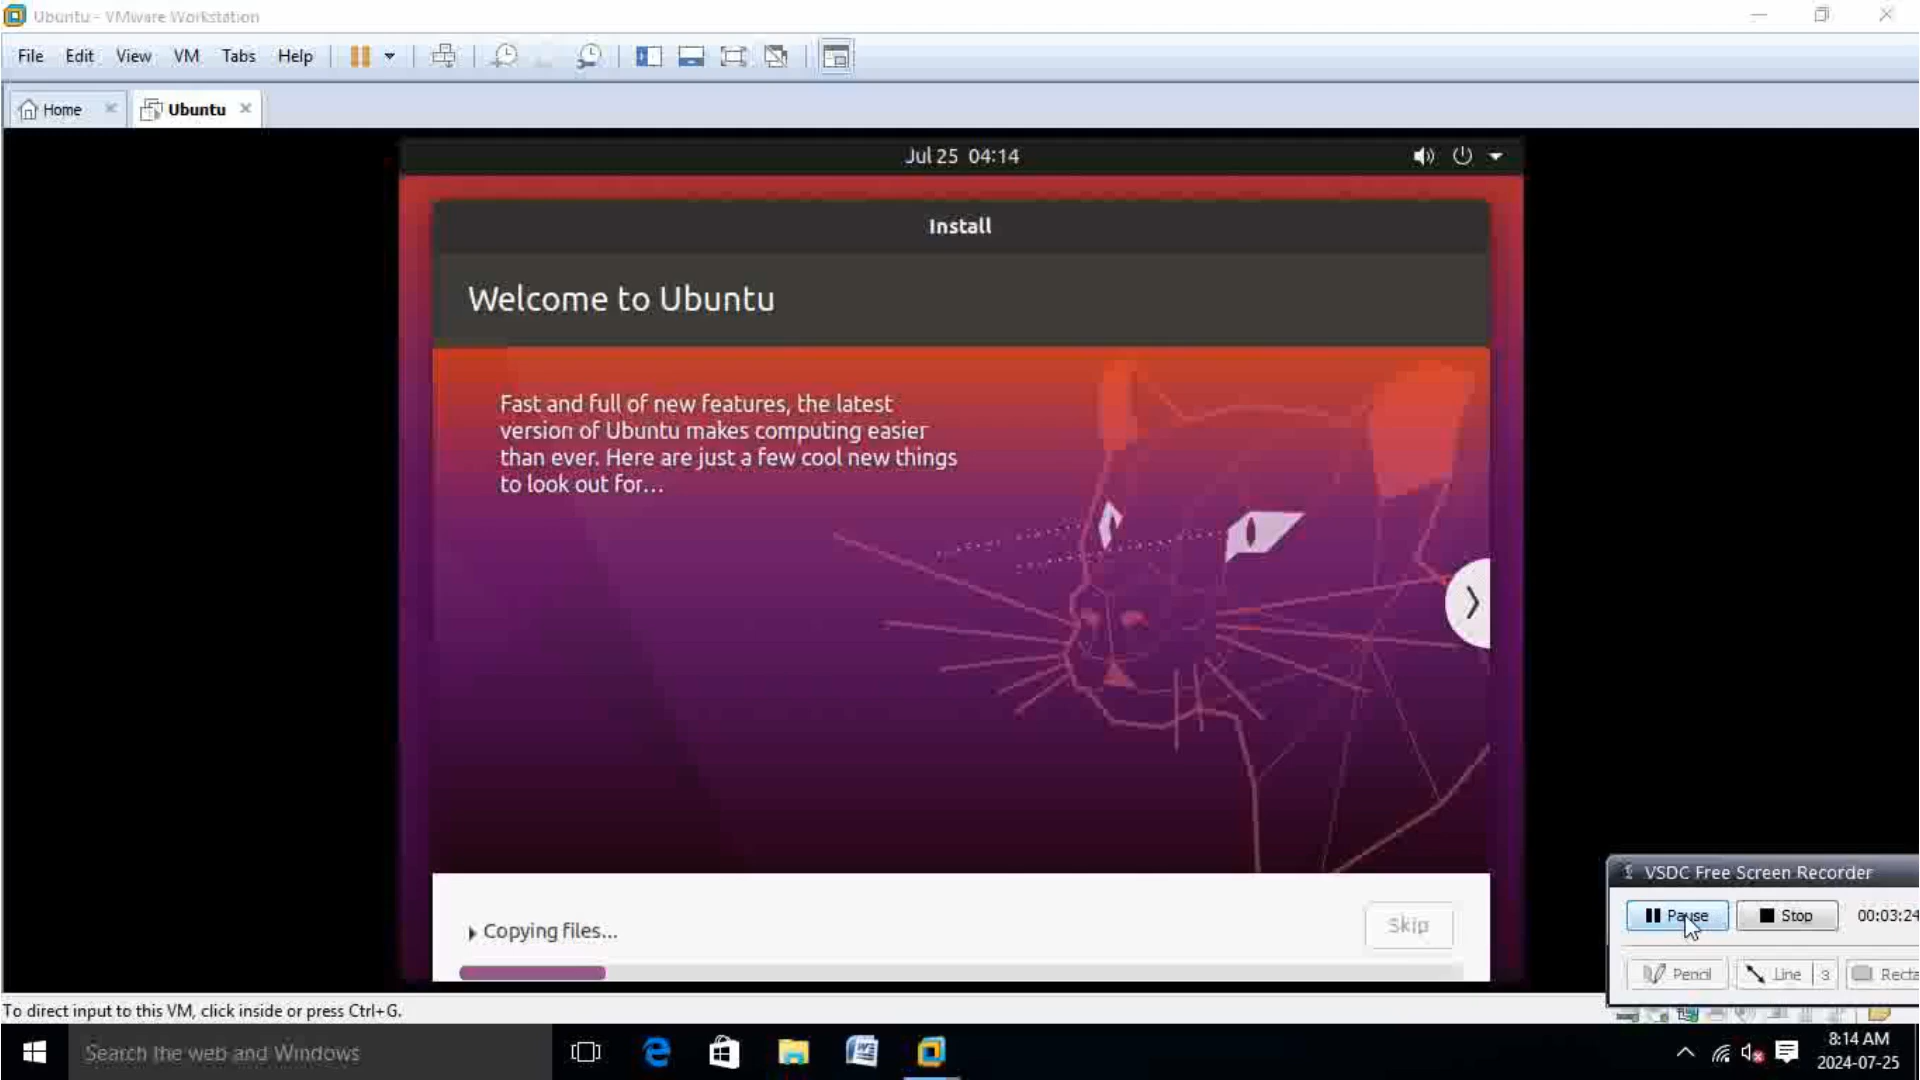 Ubuntu - VMware Workstation
File Edit View VM Tabs Help
Home
Ubuntu
Jul 25 04:14
Install
Welcome to Ubuntu
Fast and full of new features, the latest
version of Ubuntu makes computing easier
than ever. Here are just a few cool new things
to look out for...
Copying files...
Skip
VSDC Free Screen Recorder
Pause
Stop
00:03:24
Pencil
Line
3
Recta
To direct input to this VM, click inside or press Ctrl+G.
Search the web and Windows
8:14 AM
2024-07-25